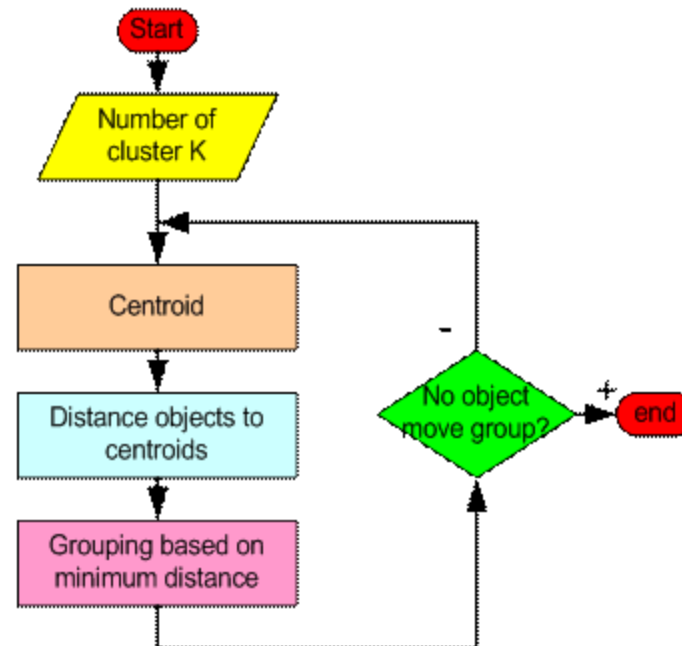 Start
Number of
cluster K
Centroid
-
No object
move group?
+
end
Distance objects to
centroids
Grouping based on
minimum distance